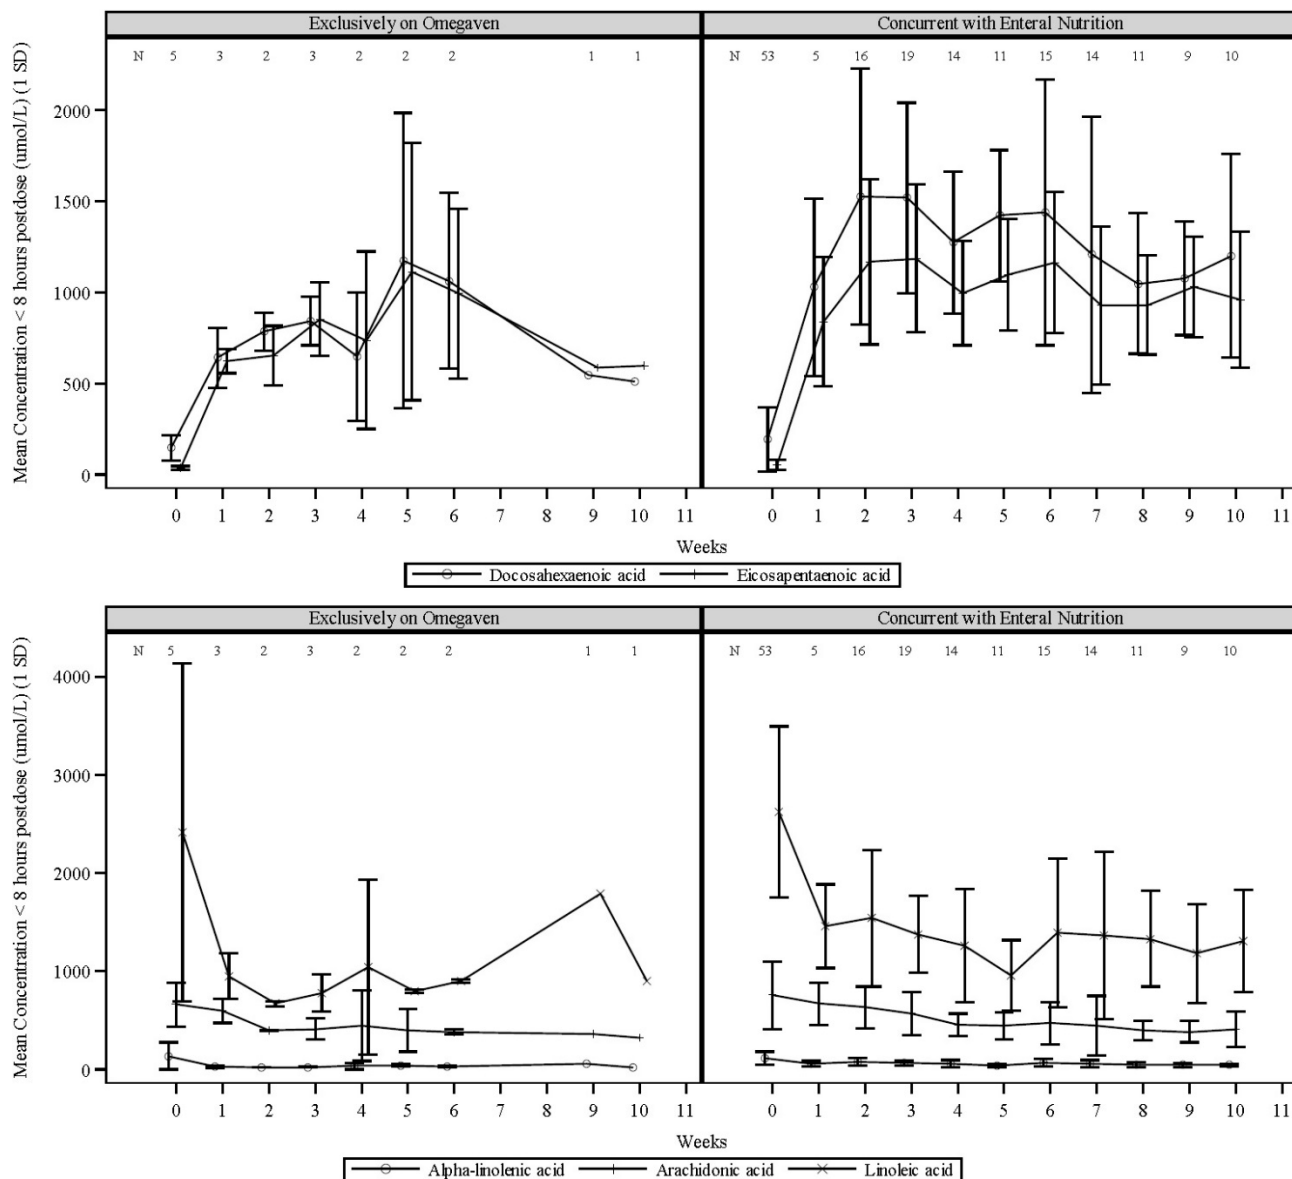 Exclusively on Omegaven Concurrent with Enteral Nutrition
N 5 3 2 3 2 2 2 1 1 N 53 5 16 19 14 11 15 14 11 9 10
Mean Concentration < 8 hours postdose (umol/L) (1 SD)
2000
1500
1000
500
0
0 1 2 3 4 5 6 7 8 9 10 11 0 1 2 3 4 5 6 7 8 9 10 11
Weeks
Docosahexaenoic acid Eicosapentaenoic acid
Exclusively on Omegaven Concurrent with Enteral Nutrition
N 5 3 2 3 2 2 2 1 1 N 53 5 16 19 14 11 15 14 11 9 10
Mean Concentration < 8 hours postdose (umol/L) (1 SD)
4000
3000
2000
1000
0
0 1 2 3 4 5 6 7 8 9 10 11 0 1 2 3 4 5 6 7 8 9 10 11
Weeks
Alpha-linolenic acid Arachidonic acid Linoleic acid